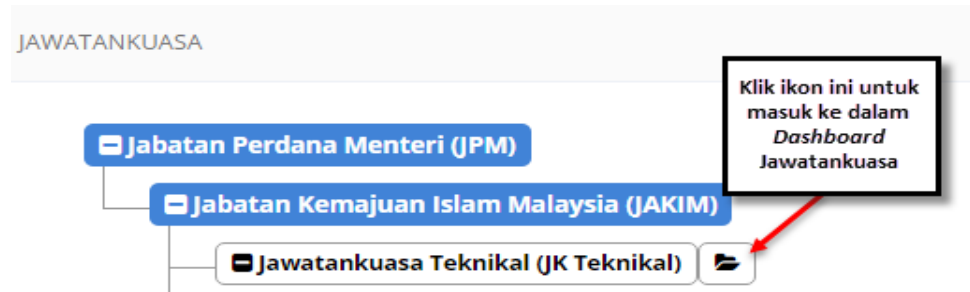 JAWATANKUASA
Klik ikon ini untuk
masuk ke dalam
Dashboard
Jawatankuasa
Jabatan Perdana Menteri (JPM)
Jabatan Kemajuan Islam Malaysia (JAKIM)
Jawatankuasa Teknikal (JK Teknikal)